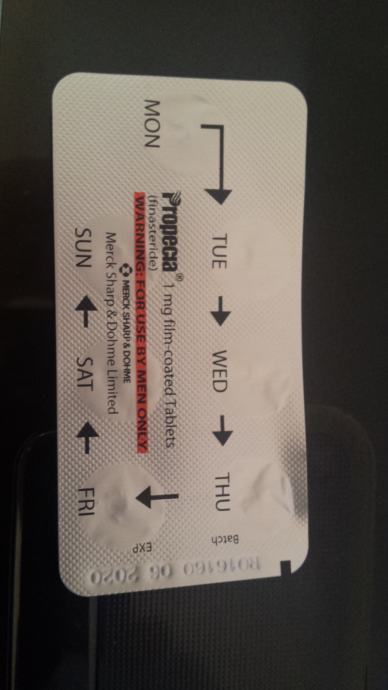 MON
TUE
WED
THU
Propecia® 1 mg film-coated Tablets
(finasteride)
WARNING: FOR USE BY MEN ONLY
MERCK SHARP & DOHME
Merck Sharp & Dohme Limited
SUN
SAT
FRI
Batch
EXP
R016160 06 2020